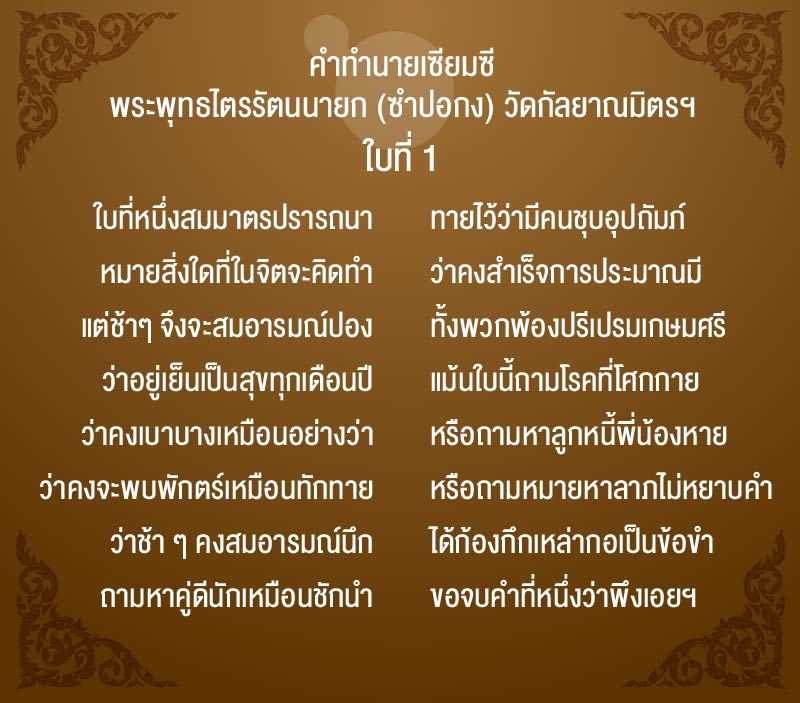 คำทำนายเซียมซี
พระพุทธไตรรัตนนายก (ซำปอกง) วัดกัลยาณมิตรฯ
ใบที่ 1
ใบที่หนึ่งสมมาตรปรารถนา ทายไว้ว่ามีคนชุบอุปถัมภ์
หมายสิ่งใดที่ในจิตจะคิดทำ ว่าคงสำเร็จการประมาณมี
แต่ช้าๆ จึงจะสมอารมณ์ปอง ทั้งพวกพ้องปรีเปรมเกษมศรี
ว่าอยู่เย็นเป็นสุขทุกเดือนปี แม้นใบนี้ถามโรคที่โศกกาย
ว่าคงเบาบางเหมือนอย่างว่า หรือถามหาลูกหนี้พี่น้องหาย
ว่าคงจะพบพักตร์เหมือนทักทาย หรือถามหมายหาลาภไม่หยาบคำ
ว่าช้า ๆ คงสมอารมณ์นึก ได้ก้องกึกเหล่ากอเป็นข้อขำ
ถามหาคู่ดีนักเหมือนชักนำ ขอจบคำที่หนึ่งว่าพึงเอยฯ